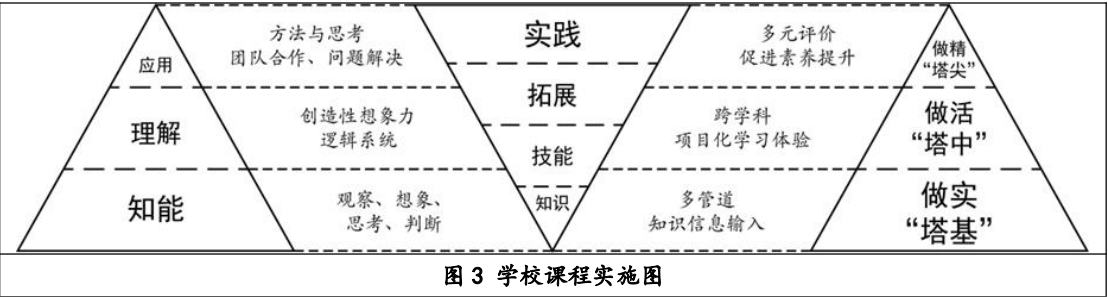 应用
理解
知能
方法与思考
团队合作、问题解决
创造性想象力
逻辑系统
观察、想象、
思考、判断
实践
拓展
技能
知识
多元评价
促进素养提升
跨学科
项目化学习体验
多管道
知识信息输入
做精
“塔尖”
做活
“塔中”
做实
“塔基”
图 3 学校课程实施图